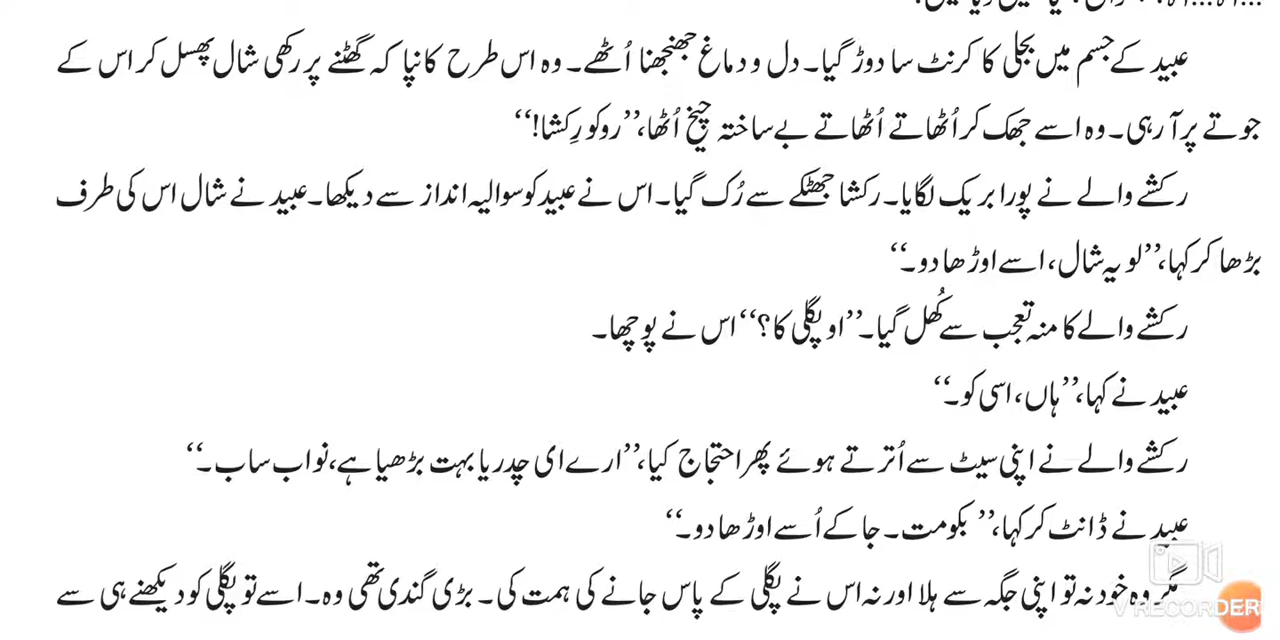 عبید کے جسم میں بجلی کا کرنٹ سا دوڑ گیا۔ دل و دماغ جھنجھنا اُٹھے۔ وہ اس طرح کانپا کہ گھٹنے پر رکھی شال پھسل کر اس کے
جوتے پر آ رہی۔ وہ اسے جھک کر اُٹھاتے اُٹھاتے بے ساختہ چیخ اُٹھا، ’’روکو رِکشا!‘‘
رکشے والے نے پورا بریک لگایا۔ رکشا جھٹکے سے رُک گیا۔ اس نے عبید کو سوالیہ انداز سے دیکھا۔ عبید نے شال اس کی طرف
بڑھا کر کہا، ’’لو یہ شال، اسے اوڑھا دو۔‘‘
رکشے والے کا منہ تعجب سے کُھل گیا۔ ’’او پگلی کا؟‘‘ اس نے پوچھا۔
عبید نے کہا، ’’ہاں، اسی کو۔‘‘
رکشے والے نے اپنی سیٹ سے اُترتے ہوئے پھر احتجاج کیا، ’’ارے ای چدریا بہت بڑھیا ہے، نواب ساب۔‘‘
عبید نے ڈانٹ کر کہا، ’’بکو مت۔ جا کے اُسے اوڑھا دو۔‘‘
مگر وہ خود نہ تو اپنی جگہ سے ہلا اور نہ اس نے پگلی کے پاس جانے کی ہمت کی۔ بڑی گندی تھی وہ۔ اسے تو پگلی کو دیکھنے ہی سے
V RECORDER